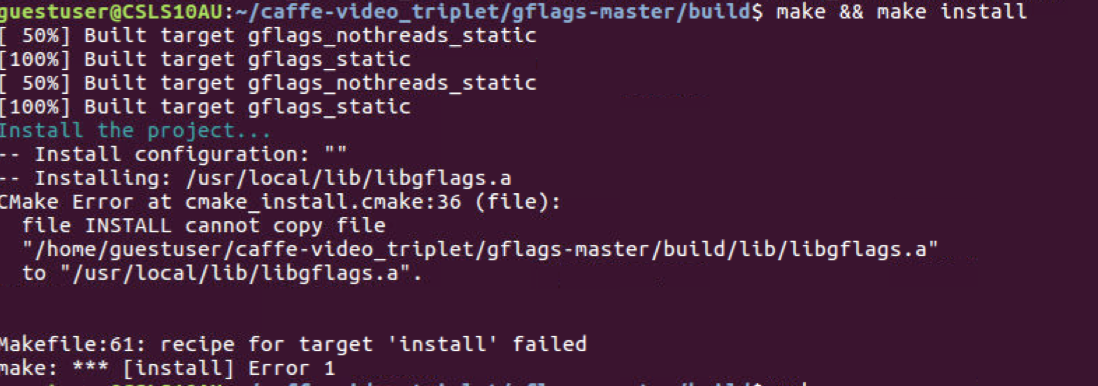 guestuser@CSLS10AU:~/caffe-video_triplet/gflags-master/build$ make && make install
[ 50%] Built target gflags_nothreads_static
[100%] Built target gflags_static
[ 50%] Built target gflags_nothreads_static
[100%] Built target gflags_static
Install the project...
-- Install configuration: ""
-- Installing: /usr/local/lib/libgflags.a
CMake Error at cmake_install.cmake:36 (file):
file INSTALL cannot copy file
"/home/guestuser/caffe-video_triplet/gflags-master/build/lib/libgflags.a"
to "/usr/local/lib/libgflags.a".
Makefile:61: recipe for target 'install' failed
make: *** [install] Error 1